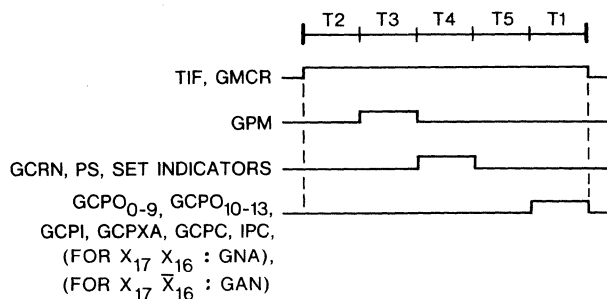 T2 T3 T4 T5 T1
TIF, GMCR
GPM
GCRN, PS, SET INDICATORS
GCPO₀₋₉, GCPO₁₀₋₁₃,
GCPI, GCPXA, GCPC, IPC,
(FOR X₁₇ X₁₆ : GNA),
(FOR X₁₇ X̅₁₆ : GAN)